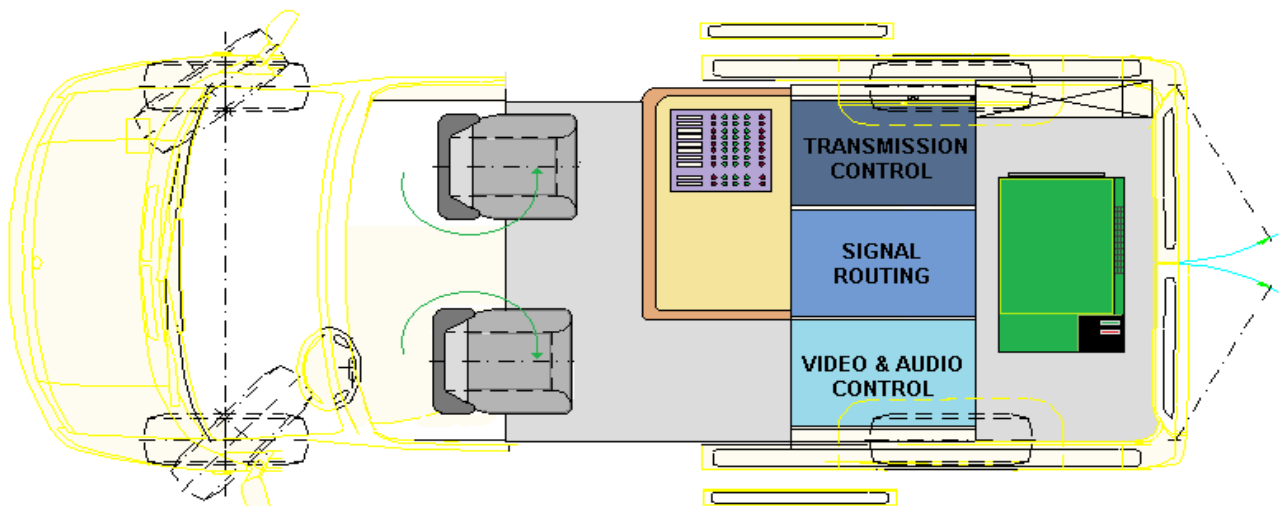 TRANSMISSION
CONTROL
SIGNAL
ROUTING
VIDEO & AUDIO
CONTROL